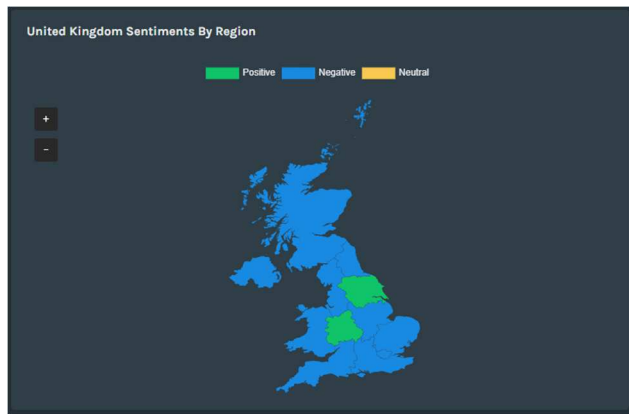 United Kingdom Sentiments By Region
Positive Negative Neutral
+
-